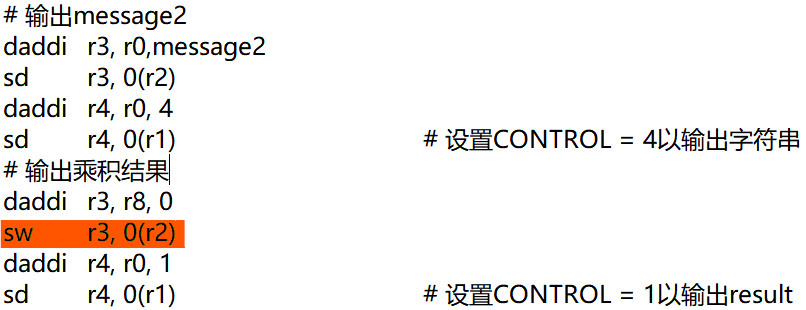 # 输出message2
daddi r3, r0,message2
sd r3, 0(r2)
daddi r4, r0, 4
sd r4, 0(r1) # 设置CONTROL = 4以输出字符串
# 输出乘积结果
daddi r3, r8, 0
sw r3, 0(r2)
daddi r4, r0, 1
sd r4, 0(r1) # 设置CONTROL = 1以输出result